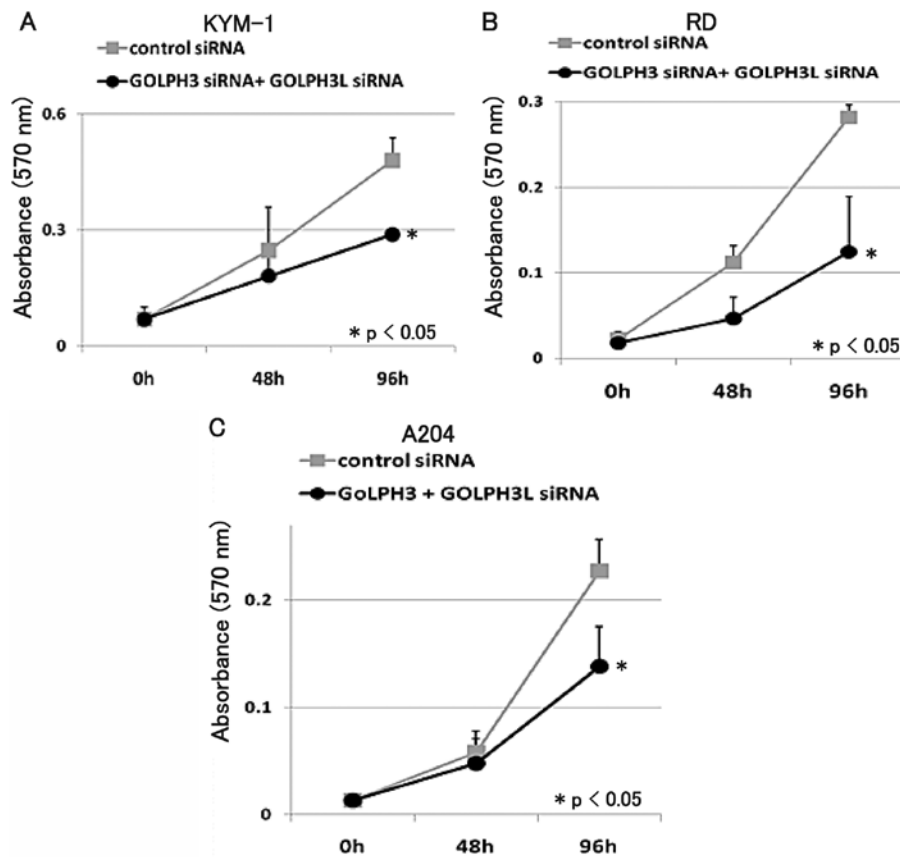 A
KYM-1
control siRNA
GOLPH3 siRNA+ GOLPH3L siRNA
Absorbance (570 nm)
0.6
0.3
0
*
* p < 0.05
0h 48h 96h
B
RD
control siRNA
GOLPH3 siRNA+ GOLPH3L siRNA
Absorbance (570 nm)
0.3
0.2
0.1
0
*
* p < 0.05
0h 48h 96h
C
A204
control siRNA
GoLPH3 + GOLPH3L siRNA
Absorbance (570 nm)
0.2
0.1
0
*
* p < 0.05
0h 48h 96h